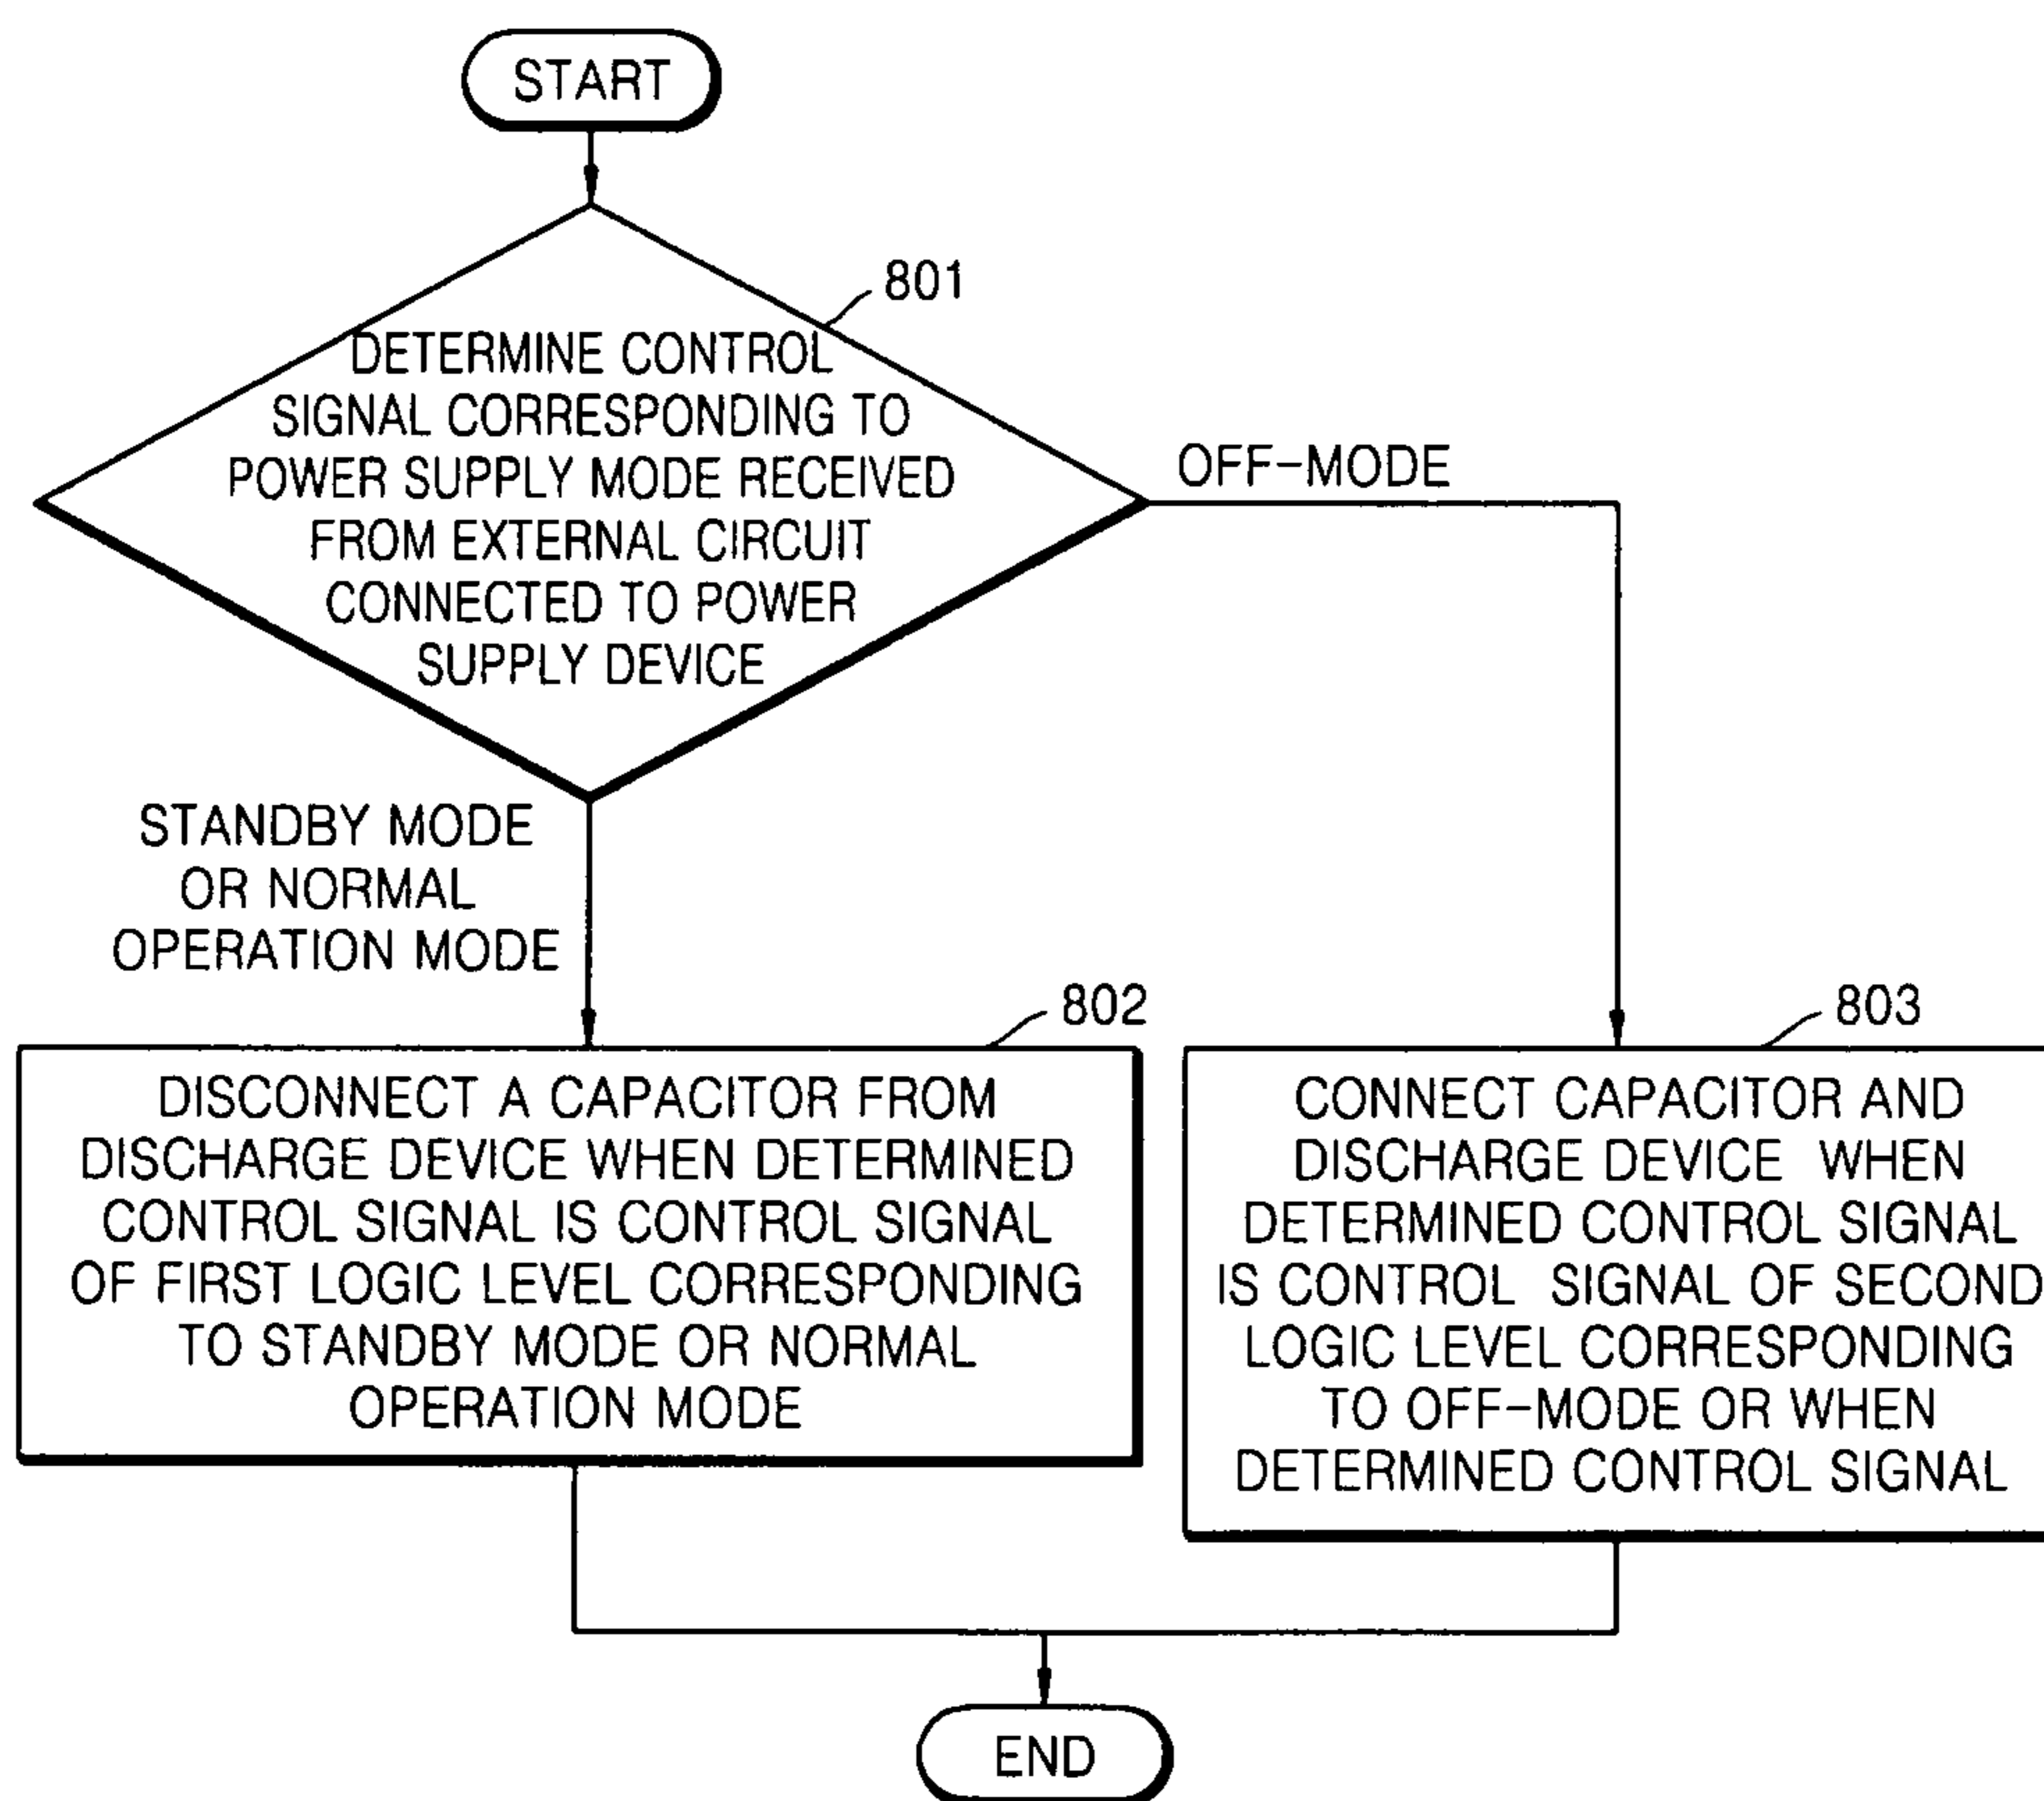 START
801
DETERMINE CONTROL
SIGNAL CORRESPONDING TO
POWER SUPPLY MODE RECEIVED
FROM EXTERNAL CIRCUIT
CONNECTED TO POWER
SUPPLY DEVICE
OFF-MODE
STANDBY MODE
OR NORMAL
OPERATION MODE
802
DISCONNECT A CAPACITOR FROM
DISCHARGE DEVICE WHEN DETERMINED
CONTROL SIGNAL IS CONTROL SIGNAL
OF FIRST LOGIC LEVEL CORRESPONDING
TO STANDBY MODE OR NORMAL
OPERATION MODE
803
CONNECT CAPACITOR AND
DISCHARGE DEVICE WHEN
DETERMINED CONTROL SIGNAL
IS CONTROL SIGNAL OF SECOND
LOGIC LEVEL CORRESPONDING
TO OFF-MODE OR WHEN
DETERMINED CONTROL SIGNAL
END